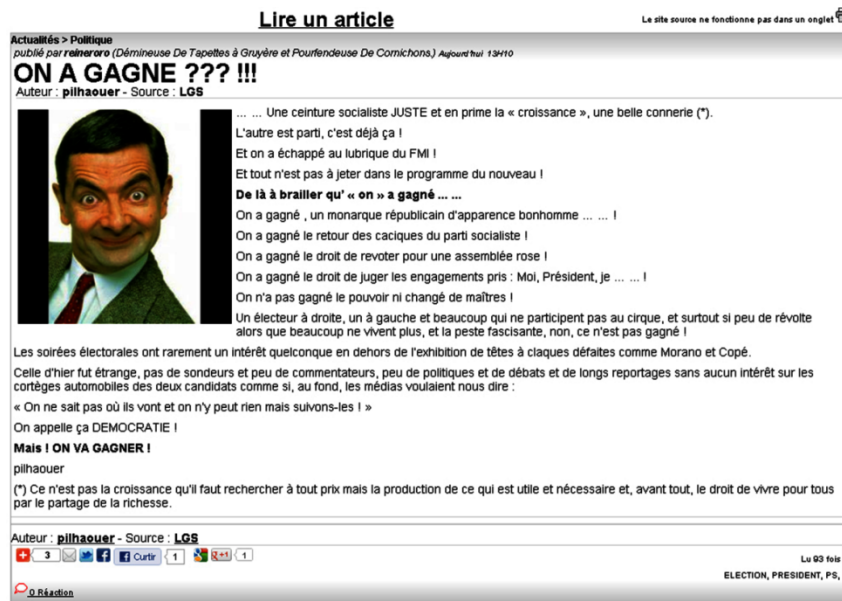 Lire un article
Le site source ne fonctionne pas dans un onglet
Actualités > Politique
publié par reineroro (Démineuse De Tapettes à Gruyère et Pourfendeuse De Cornichons.) Aujourd'hui 13H10
ON A GAGNE ??? !!!
Auteur : pilhaouer - Source : LGS
... ... Une ceinture socialiste JUSTE et en prime la « croissance », une belle connerie (*).
L'autre est parti, c'est déjà ça !
Et on a échappé au lubrique du FMI !
Et tout n'est pas à jeter dans le programme du nouveau !
De là à brailler qu' « on » a gagné ... ...
On a gagné , un monarque républicain d'apparence bonhomme ... ... !
On a gagné le retour des caciques du parti socialiste !
On a gagné le droit de revoter pour une assemblée rose !
On a gagné le droit de juger les engagements pris : Moi, Président, je ... ... !
On n'a pas gagné le pouvoir ni changé de maîtres !
Un électeur à droite, un à gauche et beaucoup qui ne participent pas au cirque, et surtout si peu de révolte
alors que beaucoup ne vivent plus, et la peste fascisante, non, ce n'est pas gagné !
Les soirées électorales ont rarement un intérêt quelconque en dehors de l'exhibition de têtes à claques défaites comme Morano et Copé.
Celle d'hier fut étrange, pas de sondeurs et peu de commentateurs, peu de politiques et de débats et de longs reportages sans aucun intérêt sur les
cortèges automobiles des deux candidats comme si, au fond, les médias voulaient nous dire :
« On ne sait pas où ils vont et on n'y peut rien mais suivons-les ! »
On appelle ça DEMOCRATIE !
Mais ! ON VA GAGNER !
pilhaouer
(*) Ce n'est pas la croissance qu'il faut rechercher à tout prix mais la production de ce qui est utile et nécessaire et, avant tout, le droit de vivre pour tous
par le partage de la richesse.
Auteur : pilhaouer - Source : LGS
3 Curtir 1 +1 1
Lu 93 fois
ELECTION, PRESIDENT, PS,
0 Réaction